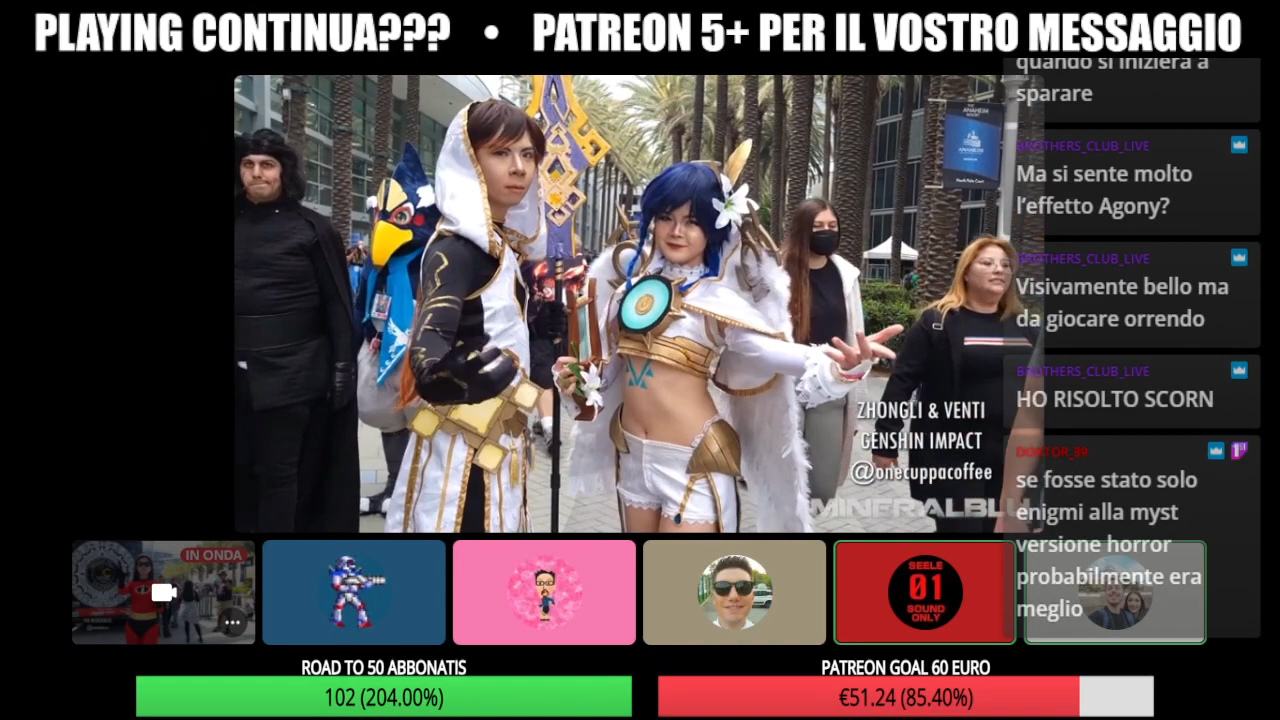 PLAYING CONTINUA??? • PATREON 5+ PER IL VOSTRO MESSAGGIO
quando si inizierà a
sparare
BROTHERS_CLUB_LIVE
Ma si sente molto
l'effetto Agony?
BROTHERS_CLUB_LIVE
Visivamente bello ma
da giocare orrendo
BROTHERS_CLUB_LIVE
HO RISOLTO SCORN
DOKTOR_89
se fosse stato solo
enigmi alla myst
versione horror
probabilmente era
meglio
ZHONGLI & VENTI
GENSHIN IMPACT
@onecuppacoffee
MINERALBLU
IN ONDA
SEELE
01
SOUND
ONLY
ROAD TO 50 ABBONATIS
102 (204.00%)
PATREON GOAL 60 EURO
€51.24 (85.40%)